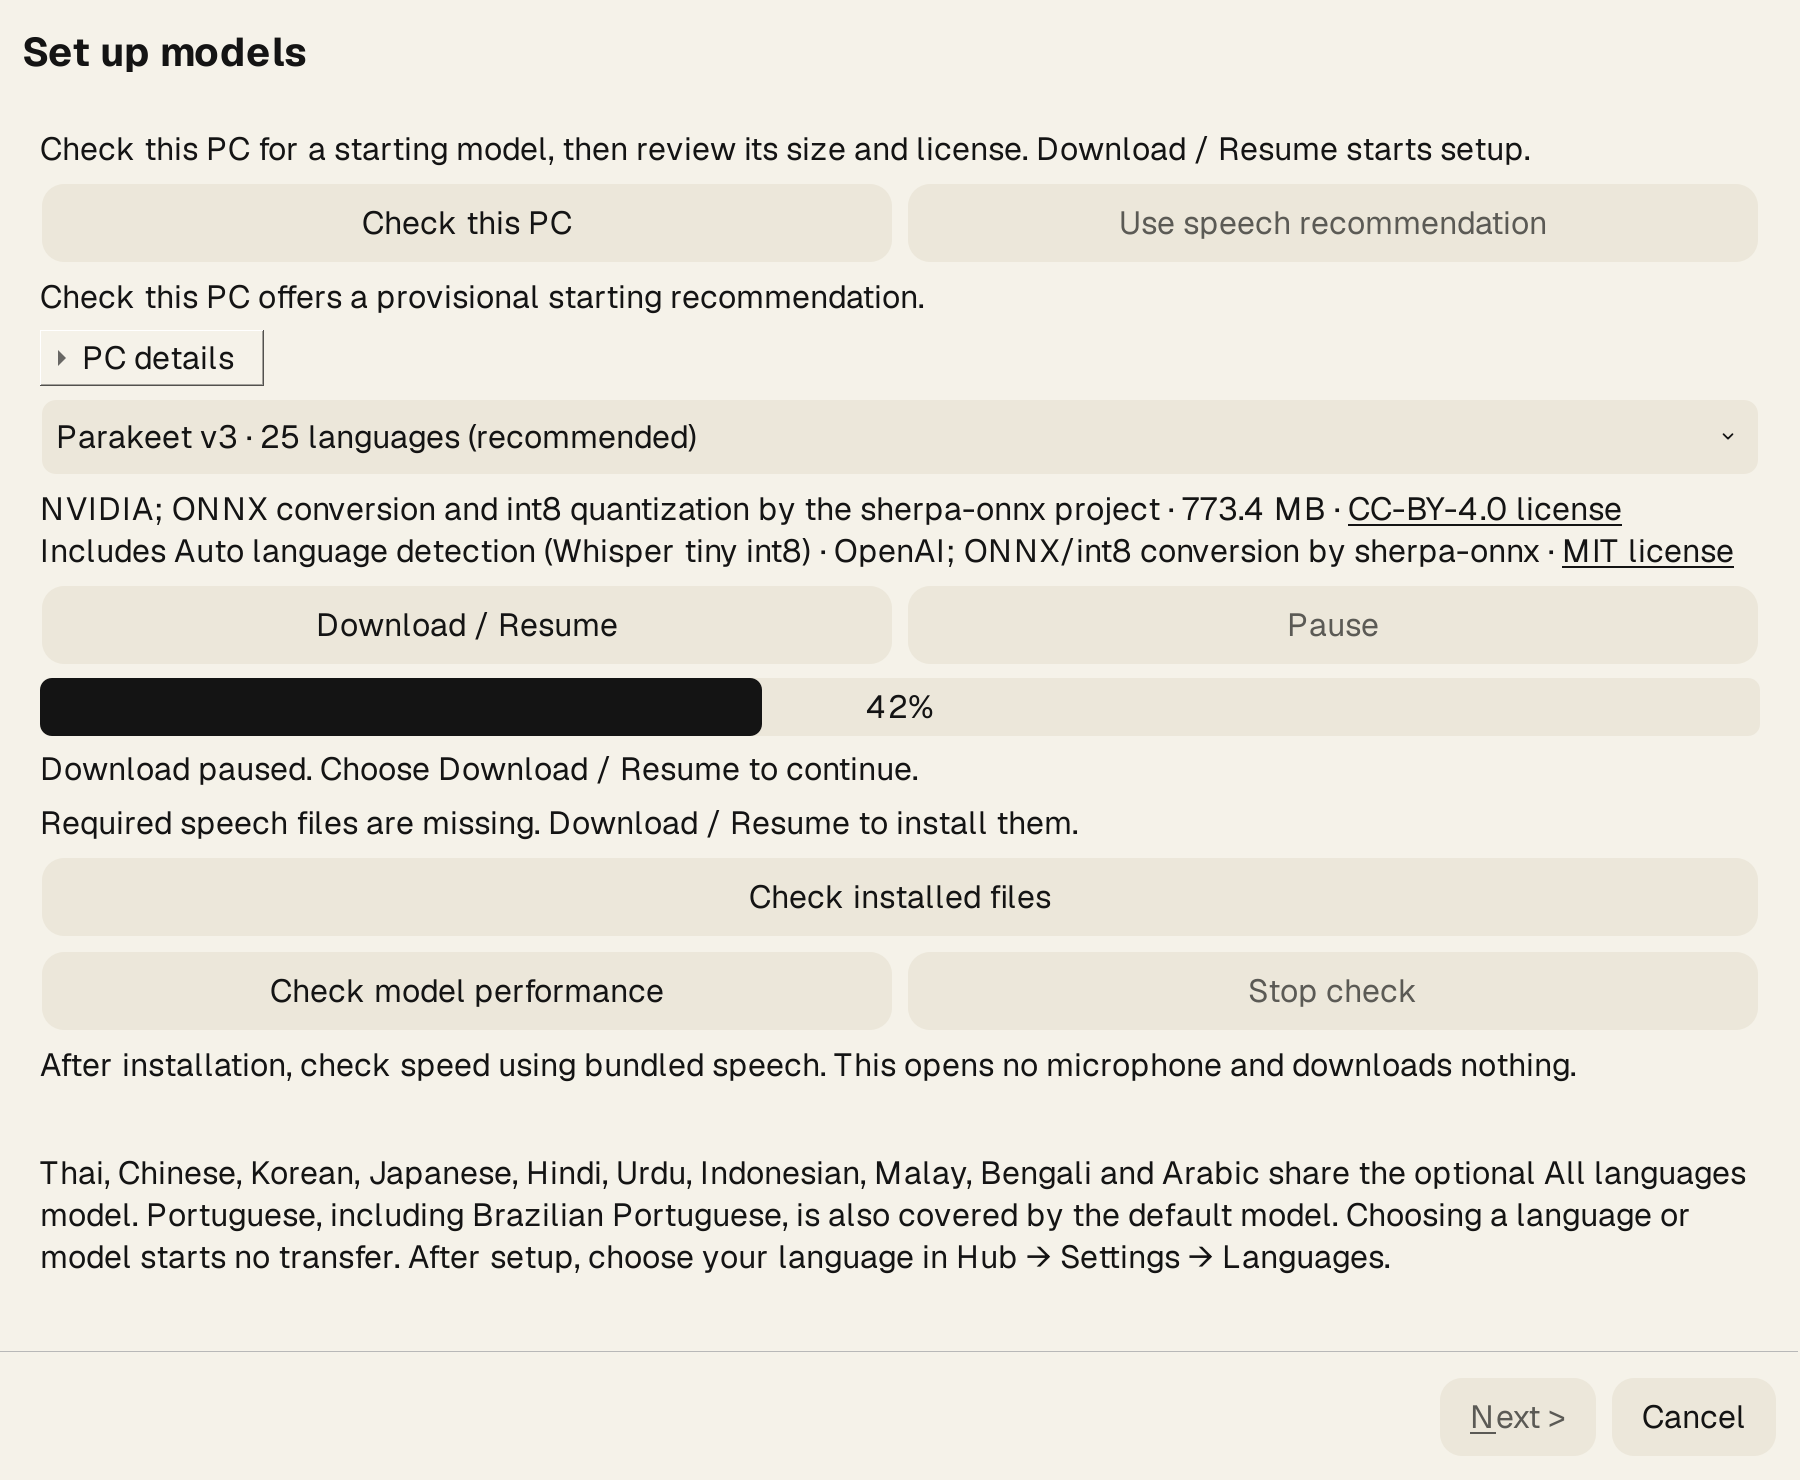 Set up models
Check this PC for a starting model, then review its size and license. Download / Resume starts setup.
Check this PC
Use speech recommendation
Check this PC offers a provisional starting recommendation.
PC details
Parakeet v3 · 25 languages (recommended)
NVIDIA; ONNX conversion and int8 quantization by the sherpa-onnx project · 773.4 MB · CC-BY-4.0 license
Includes Auto language detection (Whisper tiny int8) · OpenAI; ONNX/int8 conversion by sherpa-onnx · MIT license
Download / Resume
Pause
42%
Download paused. Choose Download / Resume to continue.
Required speech files are missing. Download / Resume to install them.
Check installed files
Check model performance
Stop check
After installation, check speed using bundled speech. This opens no microphone and downloads nothing.
Thai, Chinese, Korean, Japanese, Hindi, Urdu, Indonesian, Malay, Bengali and Arabic share the optional All languages
model. Portuguese, including Brazilian Portuguese, is also covered by the default model. Choosing a language or
model starts no transfer. After setup, choose your language in Hub → Settings → Languages.
Next >
Cancel